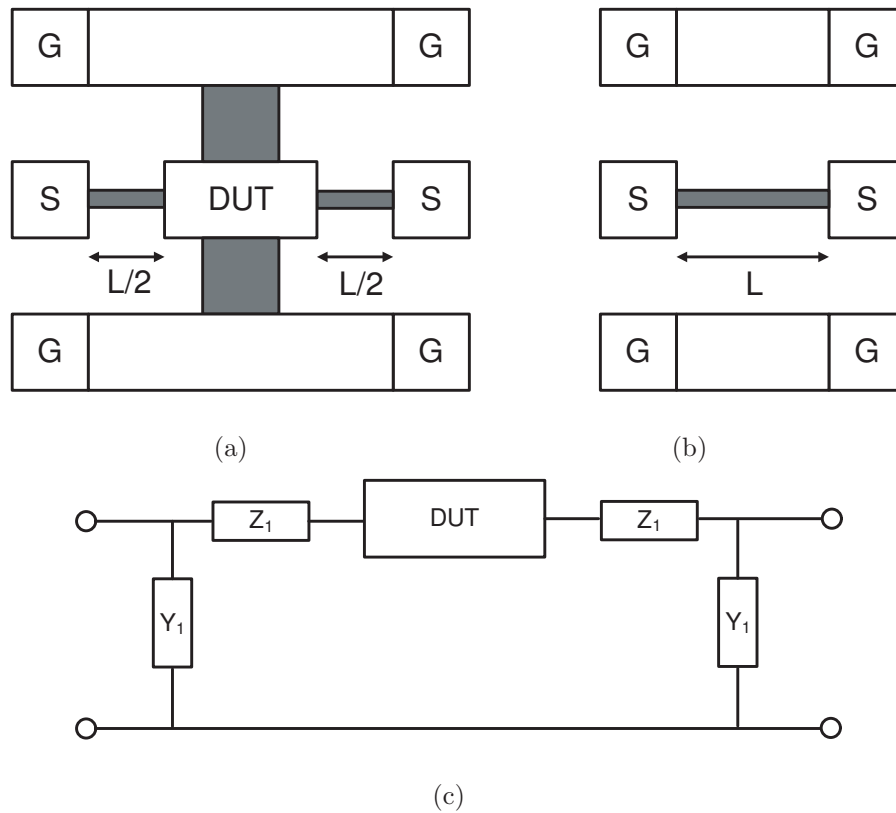 G G G G
S DUT S S S
L/2 L/2 L
G G G G
(a) (b)
Z₁ DUT Z₁
Y₁ Y₁
(c)